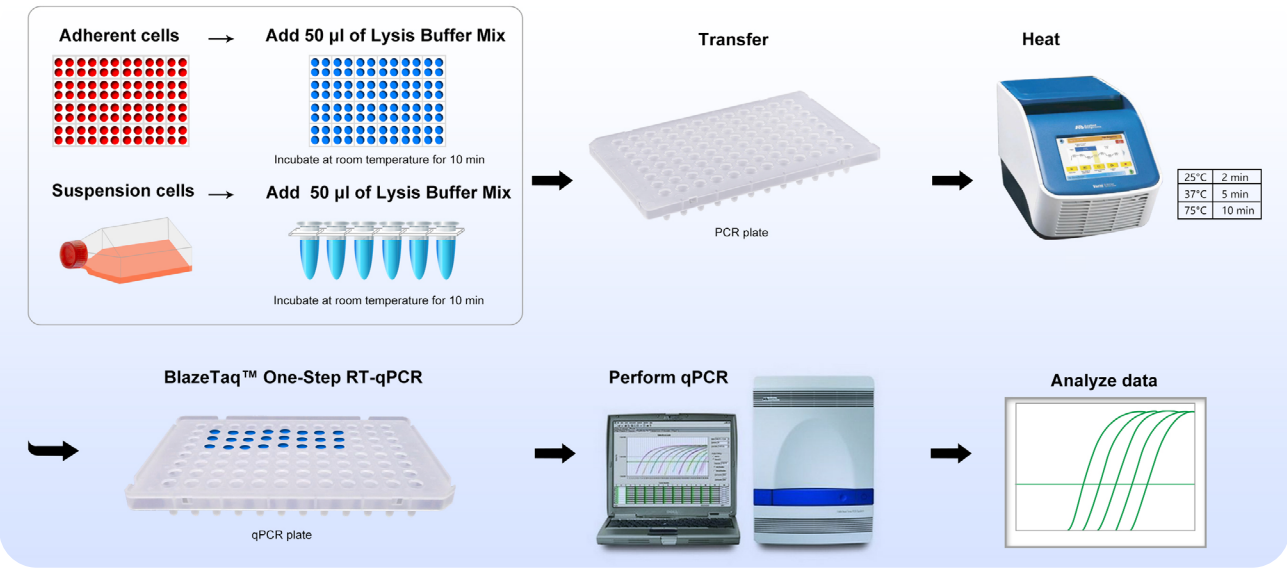 Adherent cells → Add 50 µl of Lysis Buffer Mix
Incubate at room temperature for 10 min
Suspension cells → Add 50 µl of Lysis Buffer Mix
Incubate at room temperature for 10 min
Transfer
PCR plate
Heat
25°C 2 min
37°C 5 min
75°C 10 min
BlazeTaq™ One-Step RT-qPCR
qPCR plate
Perform qPCR
Analyze data